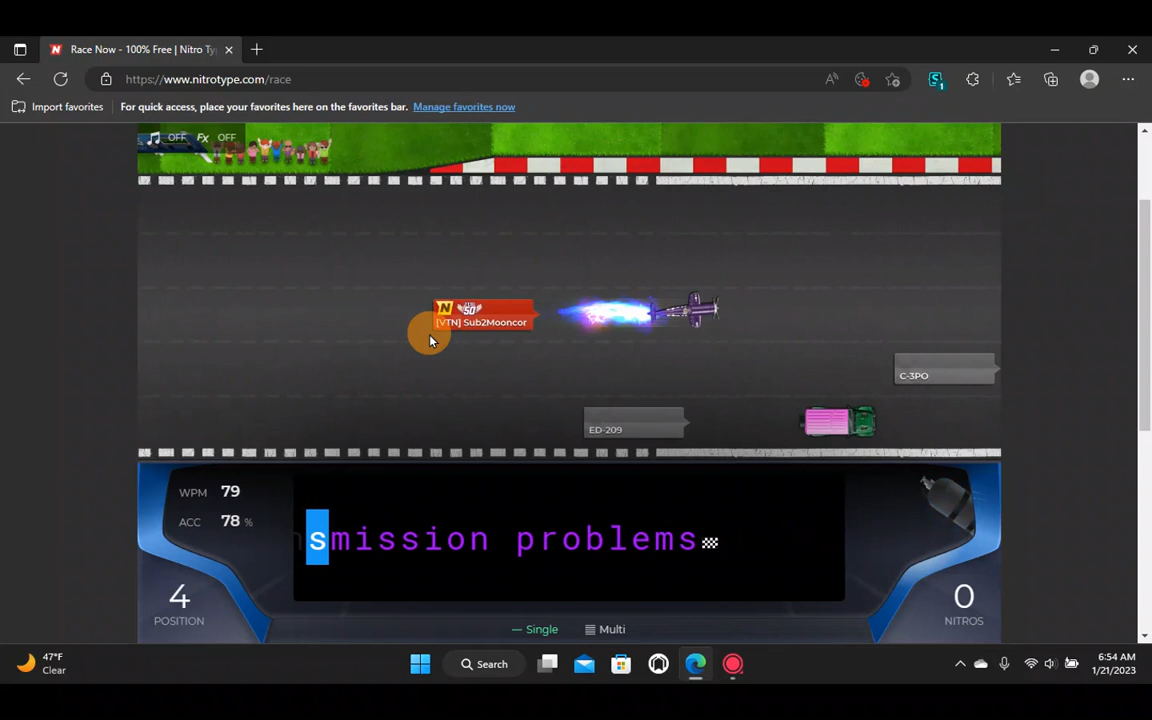 Race Now - 100% Free | Nitro Ty
https://www.nitrotype.com/race
1
Import favorites
For quick access, place your favorites here on the favorites bar.
Manage favorites now
OFF
Fx
OFF
N
50
[VTN] Sub2Mooncor
C-3PO
ED-209
WPM 79
ACC 78 %
smission problems
4
POSITION
0
NITROS
Single
Multi
47°F
Clear
Search
6:54 AM
1/21/2023